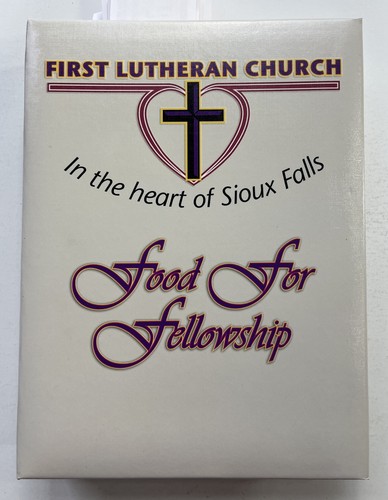 FIRST LUTHERAN CHURCH
In the heart of Sioux Falls
Food For
Fellowship